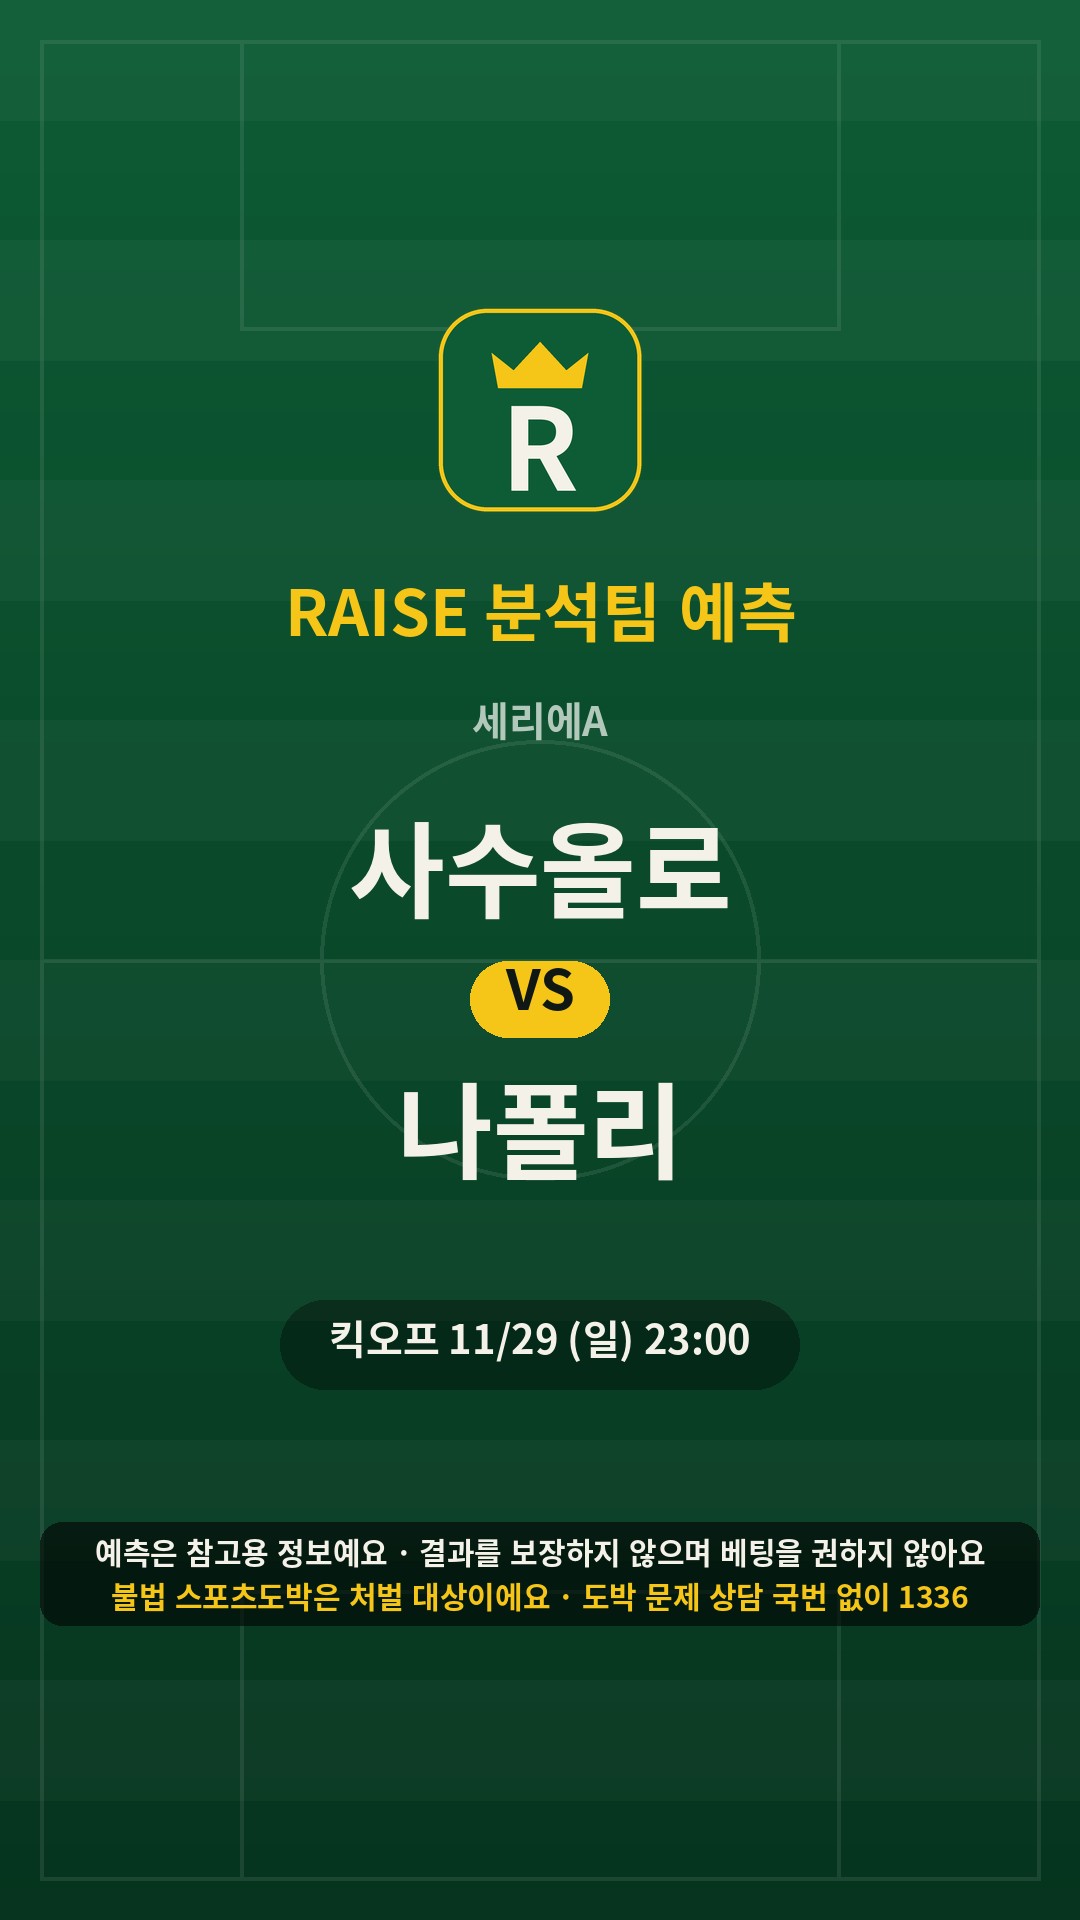 R
RAISE 분석팀 예측
세리에A
사수올로
VS
나폴리
킥오프 11/29 (일) 23:00
예측은 참고용 정보예요 · 결과를 보장하지 않으며 베팅을 권하지 않아요
불법 스포츠도박은 처벌 대상이에요 · 도박 문제 상담 국번 없이 1336